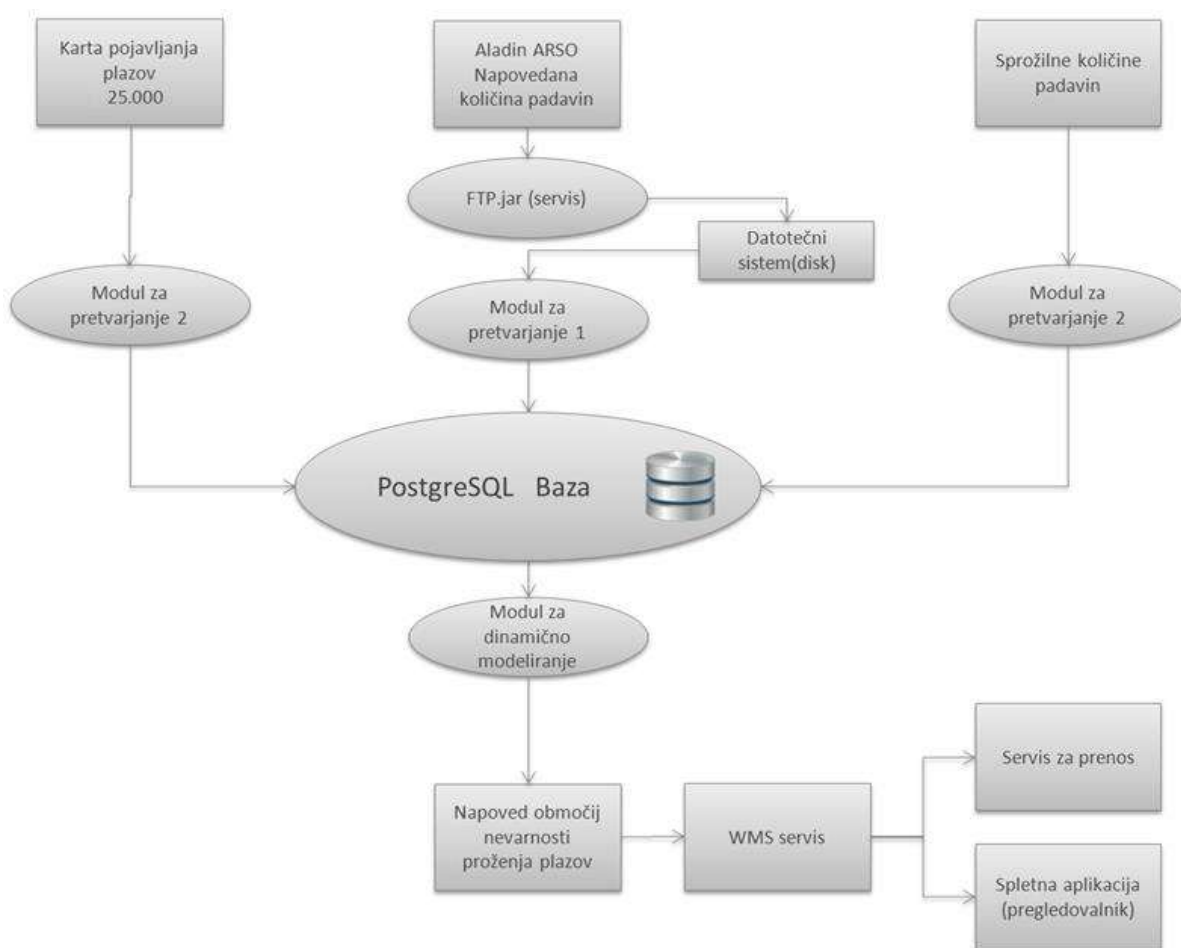 Karta pojavljanja
plazov
25.000
Aladin ARSO
Napovedana
količina padavin
Sprožilne količine
padavin
FTP.jar (servis)
Datotečni
sistem(disk)
Modul za
pretvarjanje 2
Modul za
pretvarjanje 1
Modul za
pretvarjanje 2
PostgreSQL Baza
Modul za
dinamično
modeliranje
Napoved območij
nevarnosti
proženja plazov
WMS servis
Servis za prenos
Spletna aplikacija
(pregledovalnik)